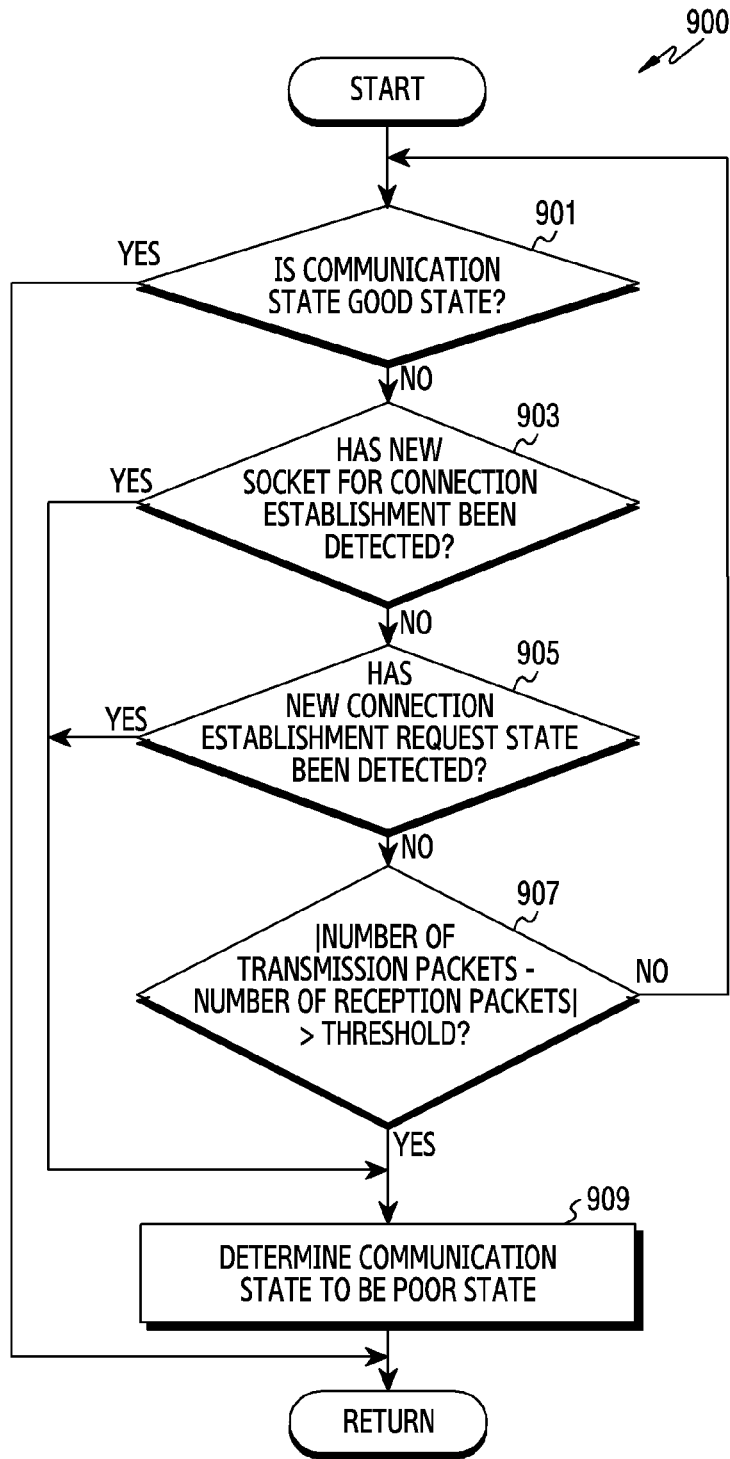 900
START
901
YES
IS COMMUNICATION
STATE GOOD STATE?
NO
903
HAS NEW
YES
SOCKET FOR CONNECTION
ESTABLISHMENT BEEN
DETECTED?
NO
905
HAS
NEW CONNECTION
YES
ESTABLISHMENT REQUEST STATE
BEEN DETECTED?
NO
907
|NUMBER OF
TRANSMISSION PACKETS -
NO
NUMBER OF RECEPTION PACKETS|
> THRESHOLD?
YES
909
DETERMINE COMMUNICATION
STATE TO BE POOR STATE
RETURN